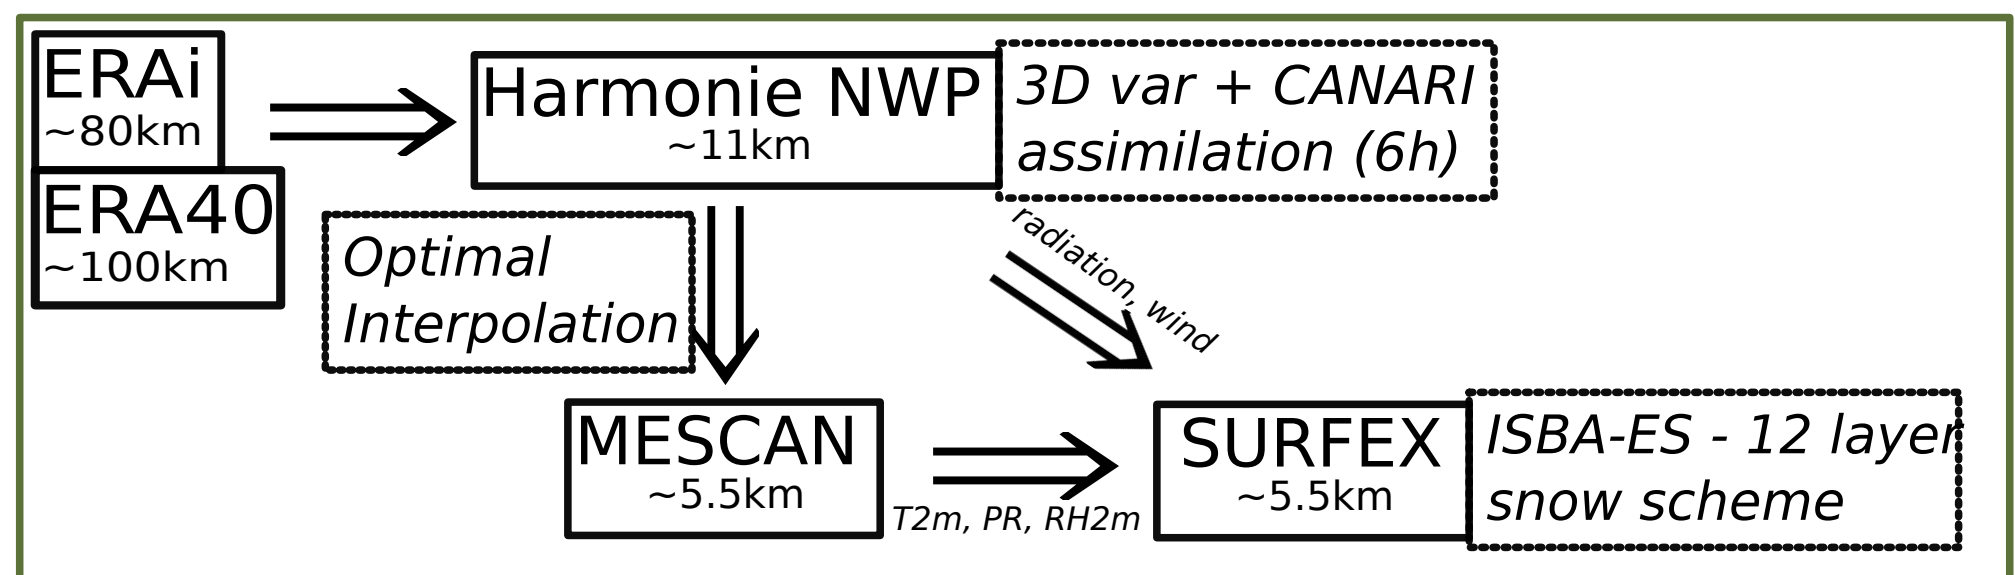 ERAi
~80km
ERA40
~100km
Harmonie NWP
~11km
3D var + CANARI
assimilation (6h)
Optimal
Interpolation
radiation, wind
MESCAN
~5.5km
T2m, PR, RH2m
SURFEX
~5.5km
ISBA-ES - 12 layer
snow scheme